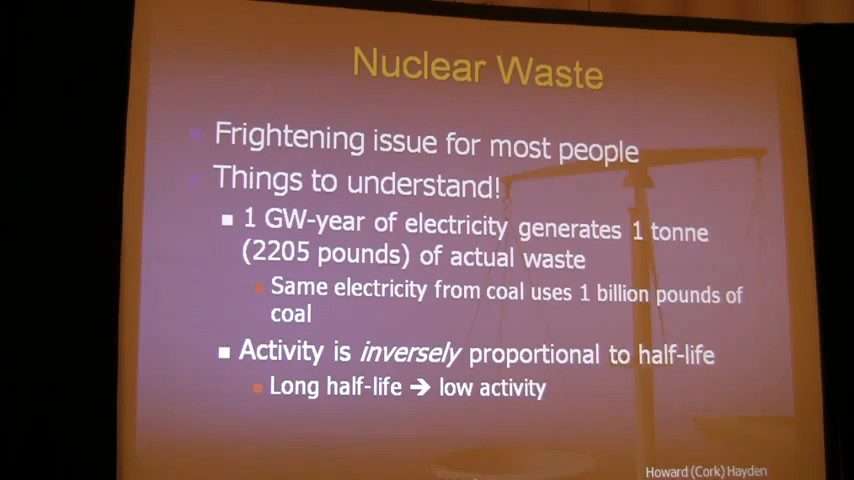 Nuclear Waste
Frightening issue for most people
Things to understand!
1 GW-year of electricity generates 1 tonne
(2205 pounds) of actual waste
Same electricity from coal uses 1 billion pounds of
coal
Activity is inversely proportional to half-life
Long half-life ➔ low activity
Howard (Cork) Hayden